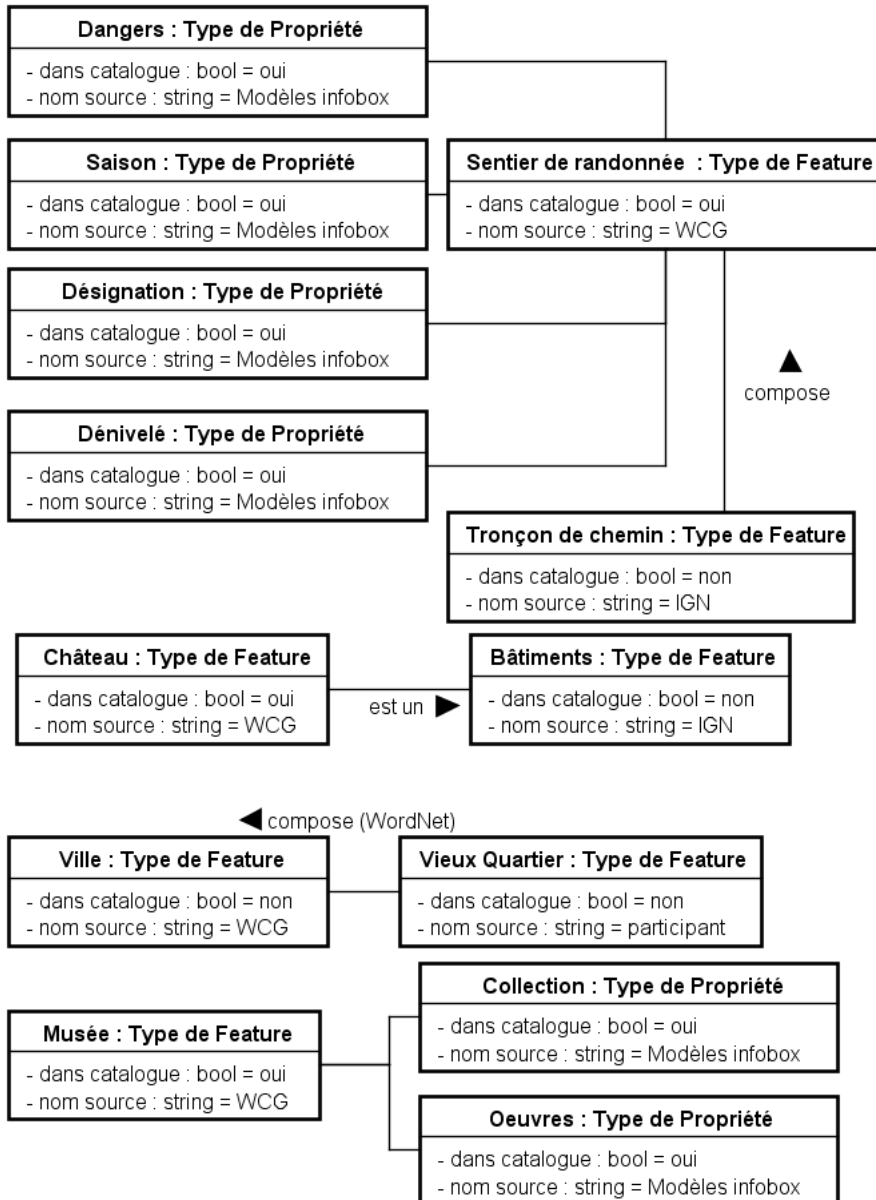 Dangers : Type de Propriété
- dans catalogue : bool = oui
- nom source : string = Modèles infobox
Saison : Type de Propriété
- dans catalogue : bool = oui
- nom source : string = Modèles infobox
Sentier de randonnée : Type de Feature
- dans catalogue : bool = oui
- nom source : string = WCG
Désignation : Type de Propriété
- dans catalogue : bool = oui
- nom source : string = Modèles infobox
compose
Dénivelé : Type de Propriété
- dans catalogue : bool = oui
- nom source : string = Modèles infobox
Tronçon de chemin : Type de Feature
- dans catalogue : bool = non
- nom source : string = IGN
Château : Type de Feature
- dans catalogue : bool = oui
- nom source : string = WCG
est un
Bâtiments : Type de Feature
- dans catalogue : bool = non
- nom source : string = IGN
compose (WordNet)
Ville : Type de Feature
- dans catalogue : bool = non
- nom source : string = WCG
Vieux Quartier : Type de Feature
- dans catalogue : bool = non
- nom source : string = participant
Musée : Type de Feature
- dans catalogue : bool = oui
- nom source : string = WCG
Collection : Type de Propriété
- dans catalogue : bool = oui
- nom source : string = Modèles infobox
Oeuvres : Type de Propriété
- dans catalogue : bool = oui
- nom source : string = Modèles infobox